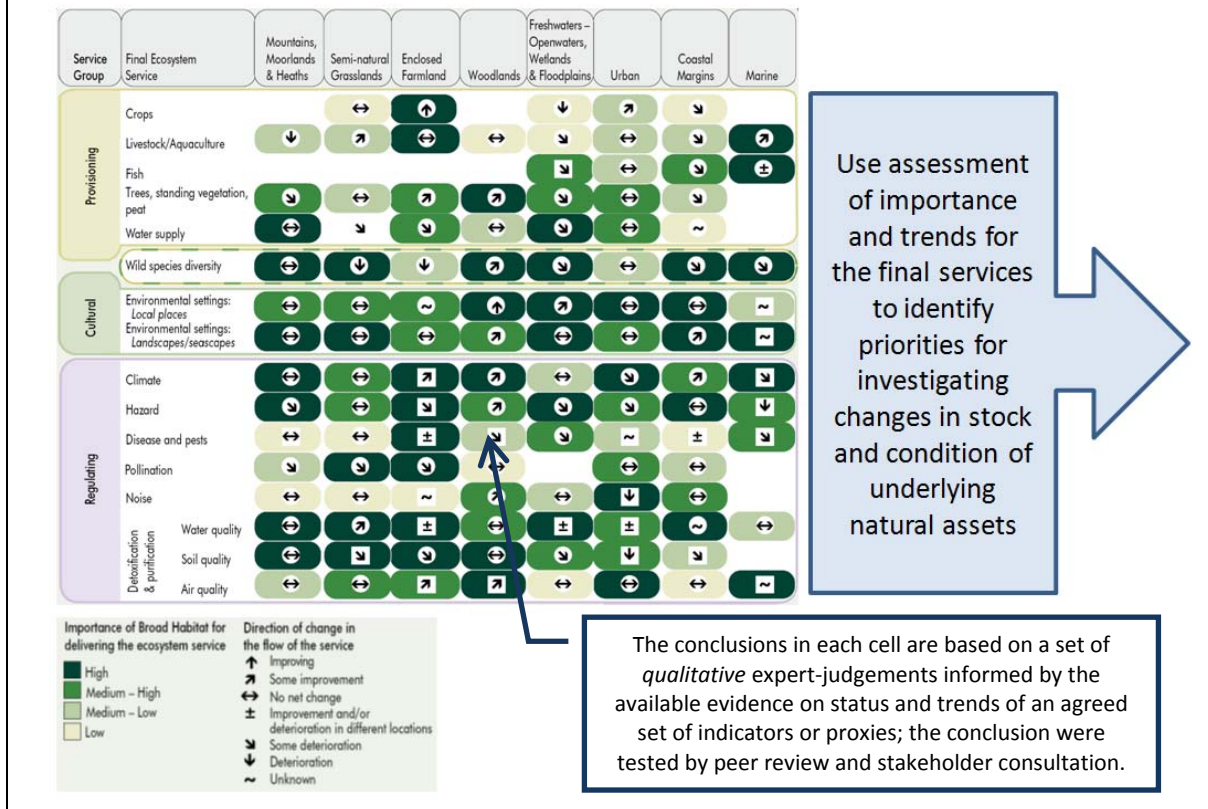 Service Group
Final Ecosystem Service
Mountains, Moorlands & Heaths
Semi-natural Grasslands
Enclosed Farmland
Woodlands
Freshwaters – Openwaters, Wetlands & Floodplains
Urban
Coastal Margins
Marine
Provisioning
Crops
↔ ↑ ↓ ↗ ↘
Livestock/Aquaculture
↓ ↗ ↔ ↔ ↘ ↔ ↘ ↗
Fish
↘ ↔ ↘ ±
Trees, standing vegetation,
peat
↘ ↔ ↗ ↗ ↘ ↔ ↘
Water supply
↔ ↘ ↘ ↔ ↘ ↔ ~
Wild species diversity
↔ ↓ ↓ ↗ ↘ ↔ ↘ ↘
Cultural
Environmental settings:
Local places
↔ ↔ ~ ↑ ↗ ↔ ↔ ~
Environmental settings:
Landscapes/seascapes
↔ ↔ ↔ ↗ ↔ ↔ ↗ ~
Regulating
Climate
↔ ↔ ↗ ↗ ↔ ↘ ↗ ↘
Hazard
↘ ↔ ↘ ↗ ↘ ↘ ↔ ↓
Disease and pests
↔ ↔ ± ↘ ↘ ~ ± ↘
Pollination
↘ ↘ ↘ ↔ ↔ ↔
Noise
↔ ↔ ~ ↗ ↔ ↓ ↔
Detoxification
& purification
Water quality
↔ ↗ ± ↔ ± ± ~ ↔
Soil quality
↔ ↘ ↘ ↔ ↘ ↓ ↘
Air quality
↔ ↔ ↗ ↗ ↔ ↔ ↔ ~
Use assessment
of importance
and trends for
the final services
to identify
priorities for
investigating
changes in stock
and condition of
underlying
natural assets
Importance of Broad Habitat for
delivering the ecosystem service
High
Medium – High
Medium – Low
Low
Direction of change in
the flow of the service
↑ Improving
↗ Some improvement
↔ No net change
± Improvement and/or
deterioration in different locations
↘ Some deterioration
↓ Deterioration
~ Unknown
The conclusions in each cell are based on a set of
qualitative expert-judgements informed by the
available evidence on status and trends of an agreed
set of indicators or proxies; the conclusion were
tested by peer review and stakeholder consultation.